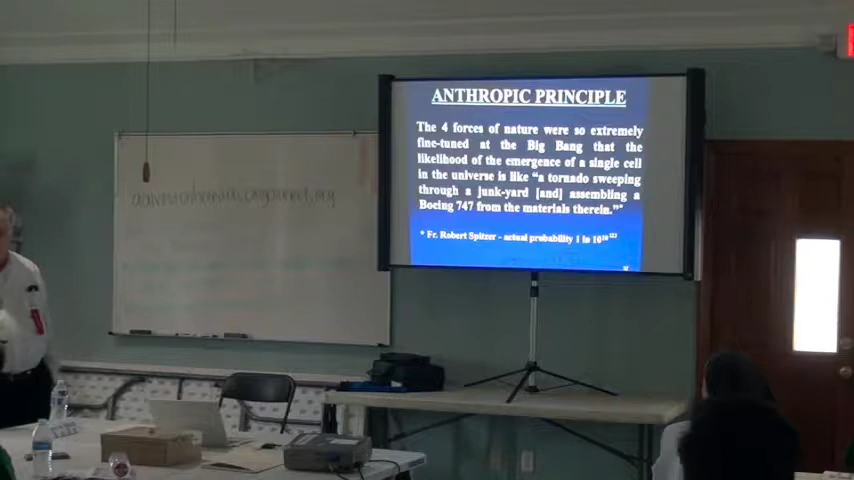 ANTHROPIC PRINCIPLE
The 4 forces of nature were so extremely
fine-tuned at the Big Bang that the
likelihood of the emergence of a single cell
in the universe is like “a tornado sweeping
through a junk-yard [and] assembling a
Boeing 747 from the materials therein.”*
* Fr. Robert Spitzer - actual probability 1 in 10¹⁰ ¹²³